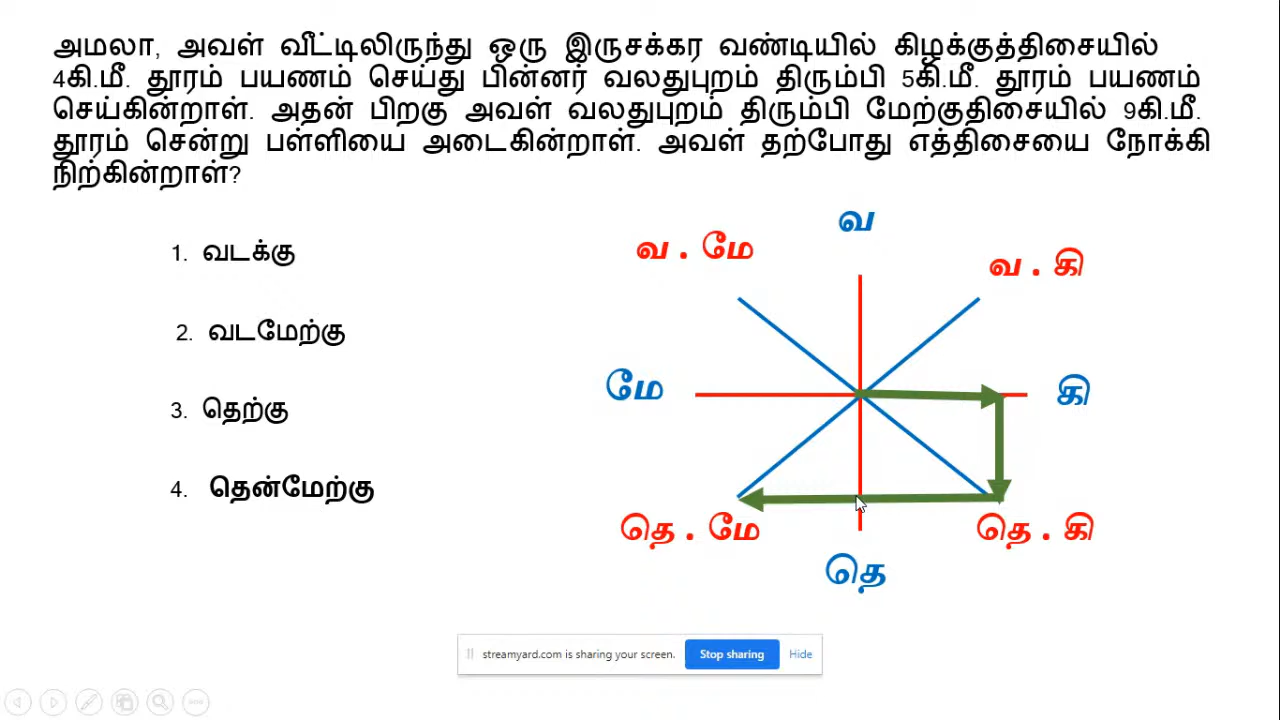 அமலா, அவள் வீட்டிலிருந்து ஒரு இருசக்கர வண்டியில் கிழக்குத்திசையில்
4கி.மீ. தூரம் பயணம் செய்து பின்னர் வலதுபுறம் திரும்பி 5கி.மீ. தூரம் பயணம்
செய்கின்றாள். அதன் பிறகு அவள் வலதுபுறம் திரும்பி மேற்குதிசையில் 9கி.மீ.
தூரம் சென்று பள்ளியை அடைகின்றாள். அவள் தற்போது எத்திசையை நோக்கி
நிற்கின்றாள்?
வ
வ . மே
வ . கி
1. வடக்கு
2. வடமேற்கு
மே
கி
3. தெற்கு
4. தென்மேற்கு
தெ . மே
தெ . கி
தெ
streamyard.com is sharing your screen. Stop sharing Hide